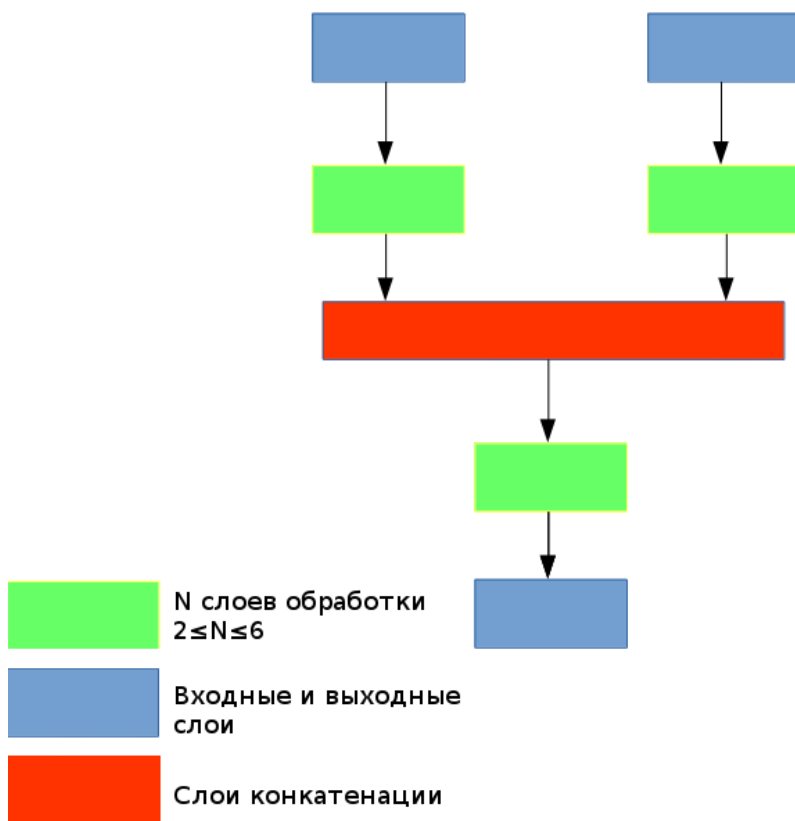 N слоев обработки
2≤N≤6
Входные и выходные
слои
Слои конкатенации